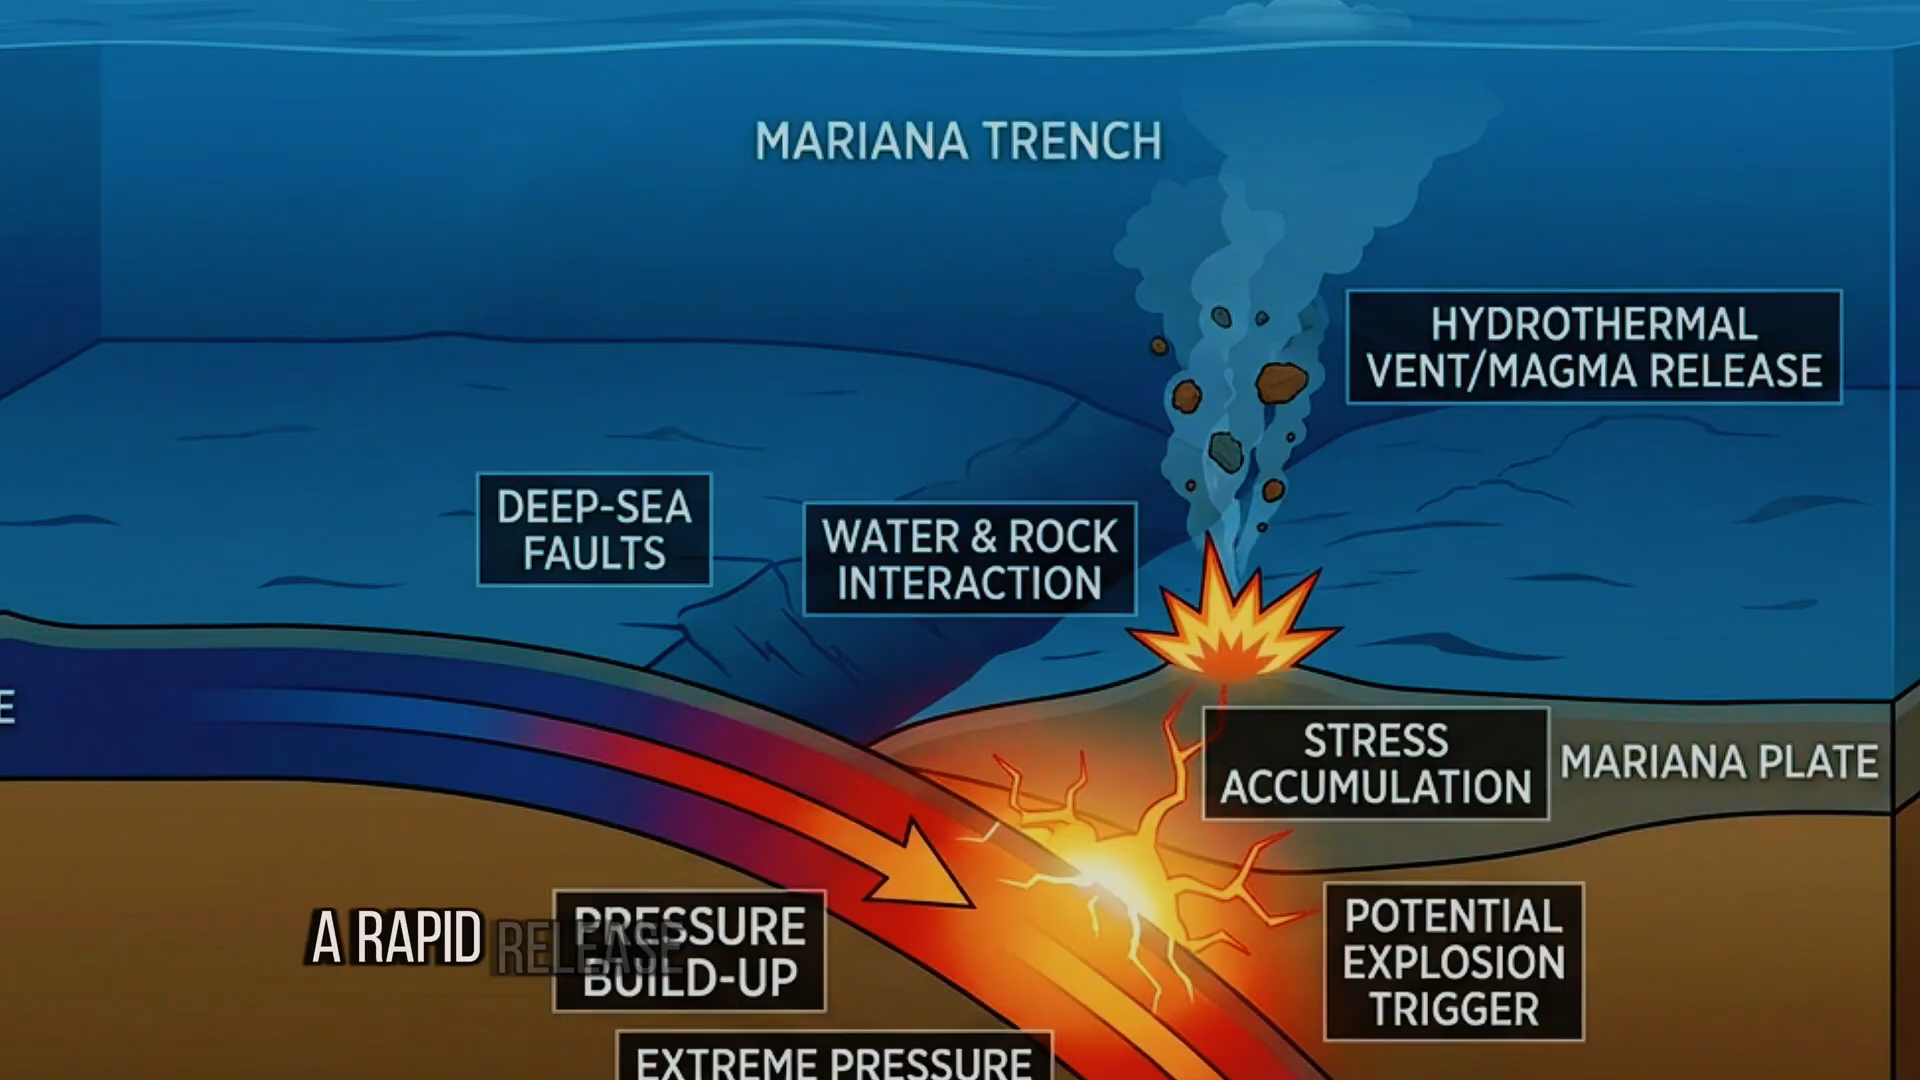 MARIANA TRENCH
HYDROTHERMAL
VENT/MAGMA RELEASE
DEEP-SEA
FAULTS
WATER & ROCK
INTERACTION
E
STRESS
ACCUMULATION
MARIANA PLATE
A RAPID RELEASE
PRESSURE
BUILD-UP
POTENTIAL
EXPLOSION
TRIGGER
EXTREME PRESSURE